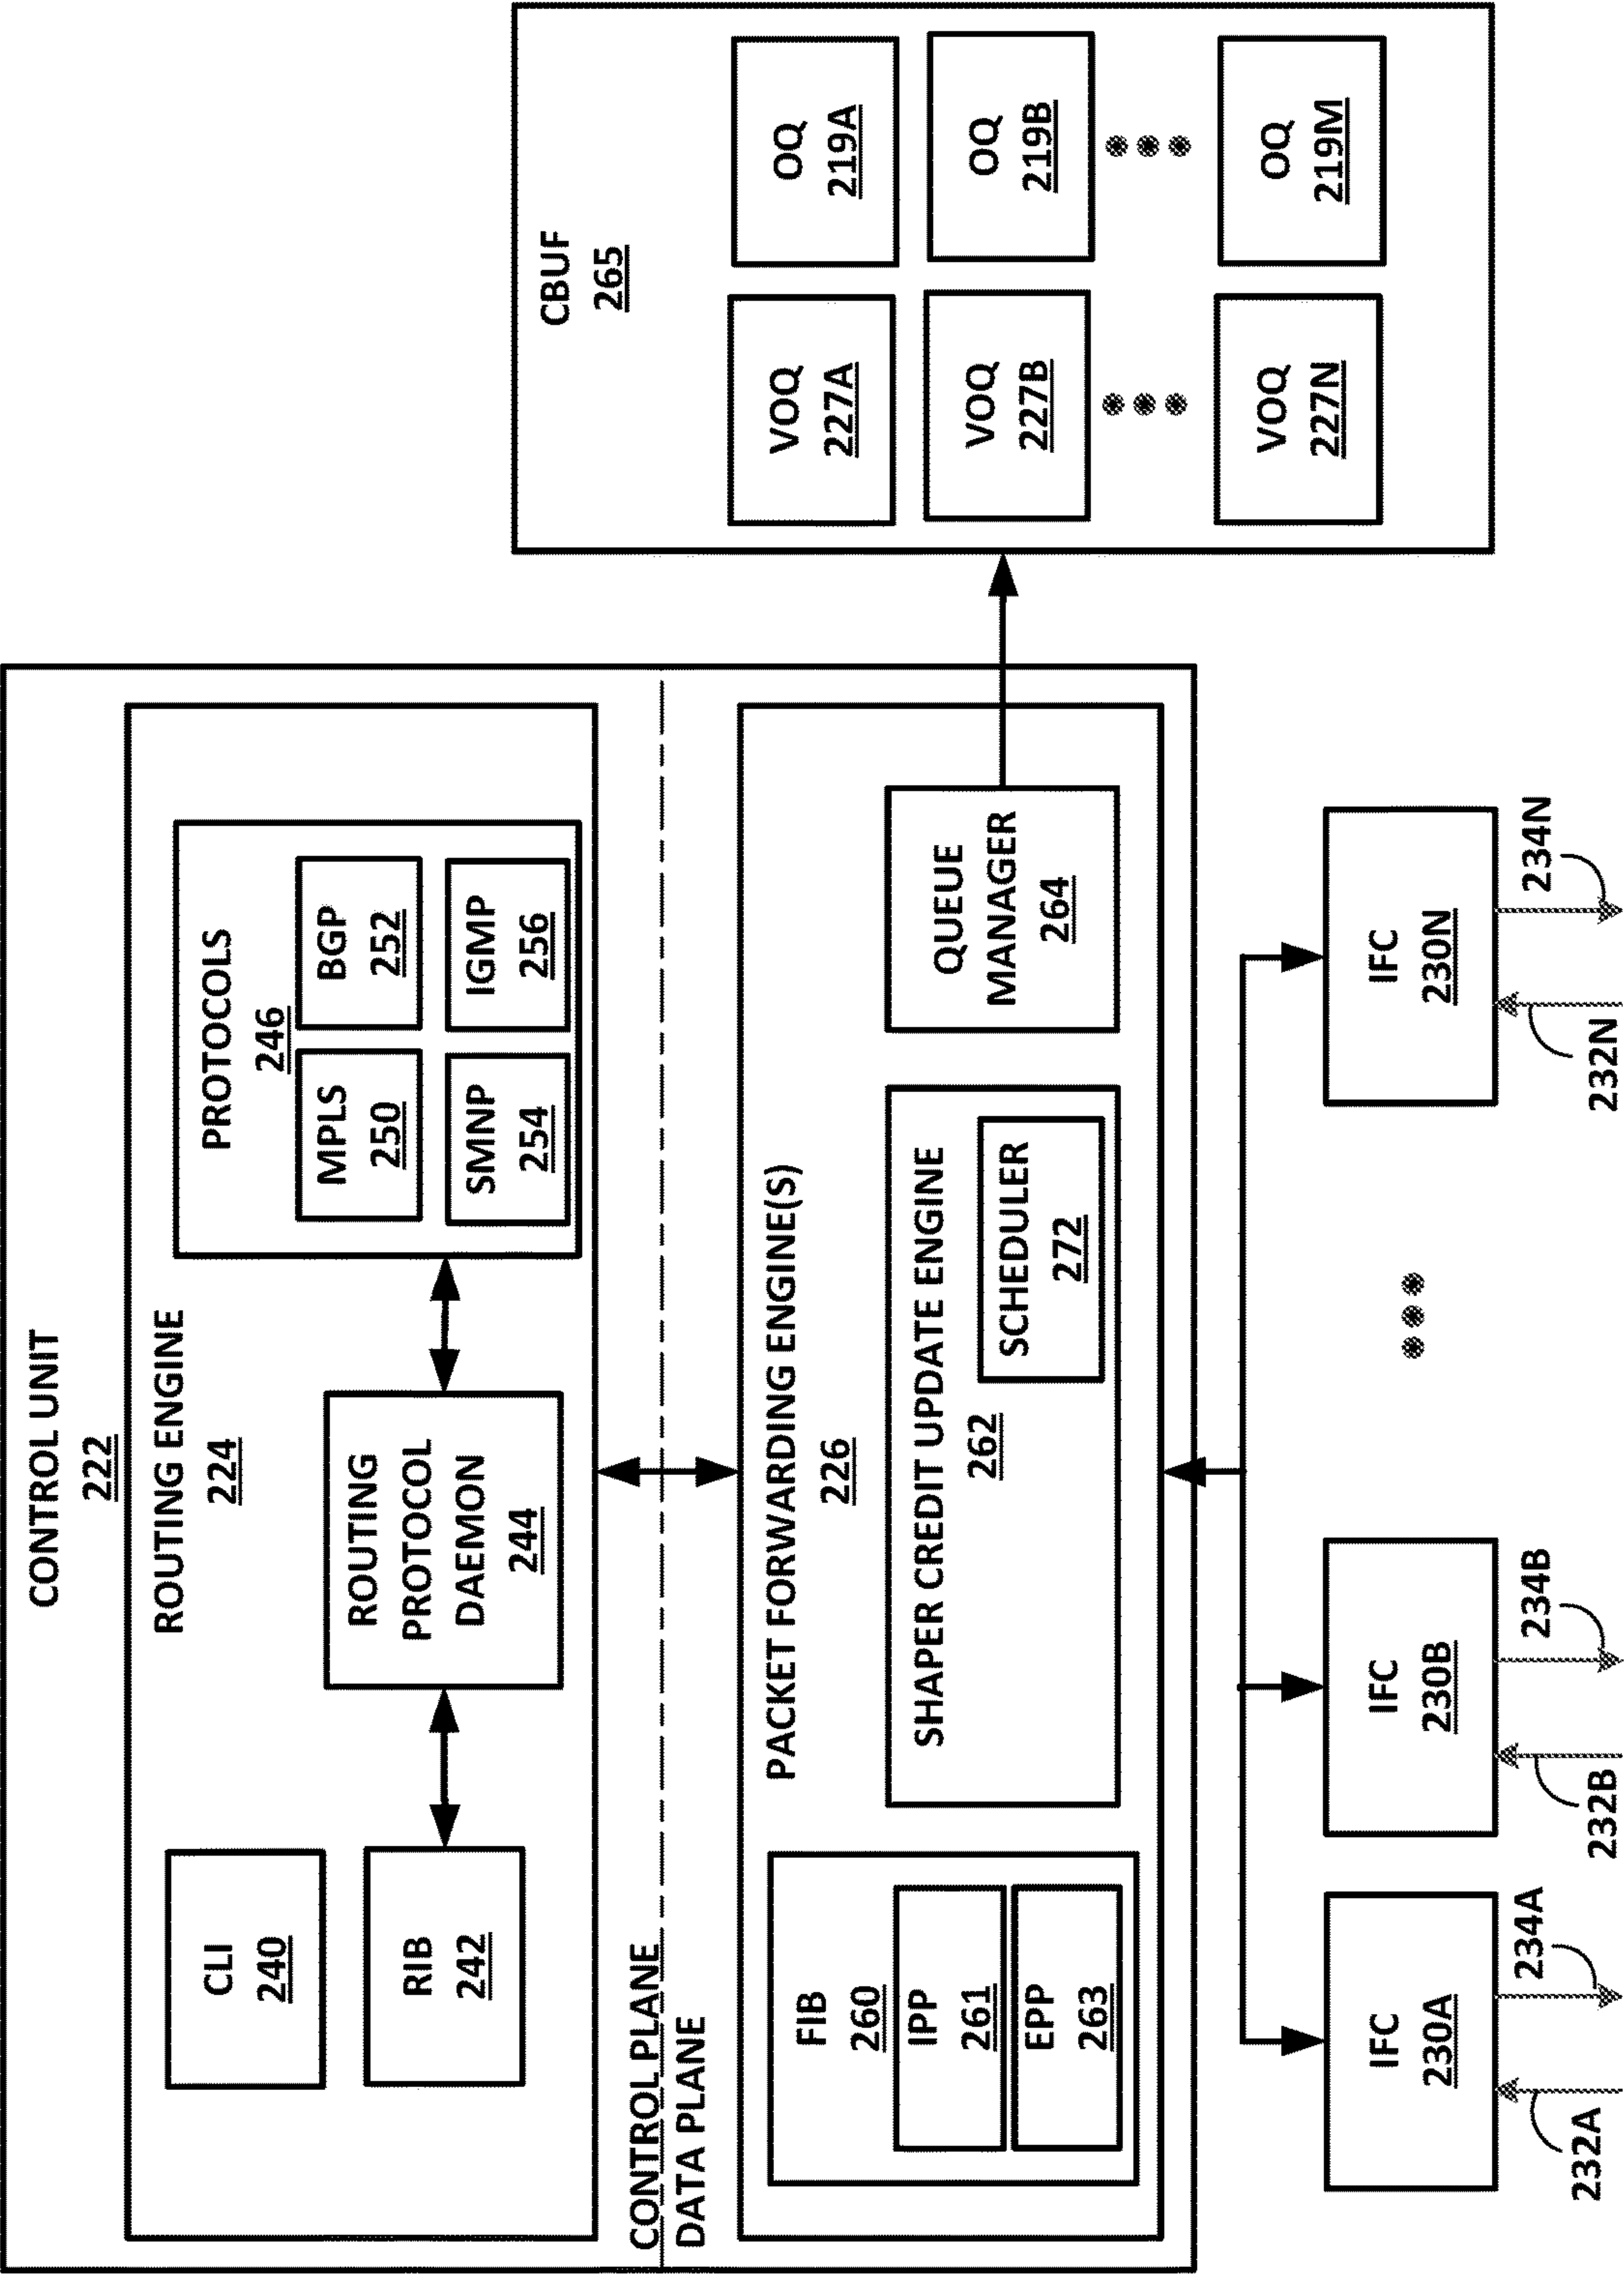 CONTROL UNIT
222
ROUTING ENGINE
224
CLI
240
RIB
242
ROUTING
PROTOCOL
DAEMON
244
PROTOCOLS
246
MPLS
250
BGP
252
SMNP
254
IGMP
256
CONTROL PLANE
DATA PLANE
PACKET FORWARDING ENGINE(S)
226
FIB
260
IPP
261
EPP
263
SHAPER CREDIT UPDATE ENGINE
262
SCHEDULER
272
QUEUE
MANAGER
264
CBUF
265
VOQ
227A
OQ
219A
VOQ
227B
OQ
219B
VOQ
227N
OQ
219M
IFC
230A
IFC
230B
IFC
230N
232A
234A
232B
234B
232N
234N